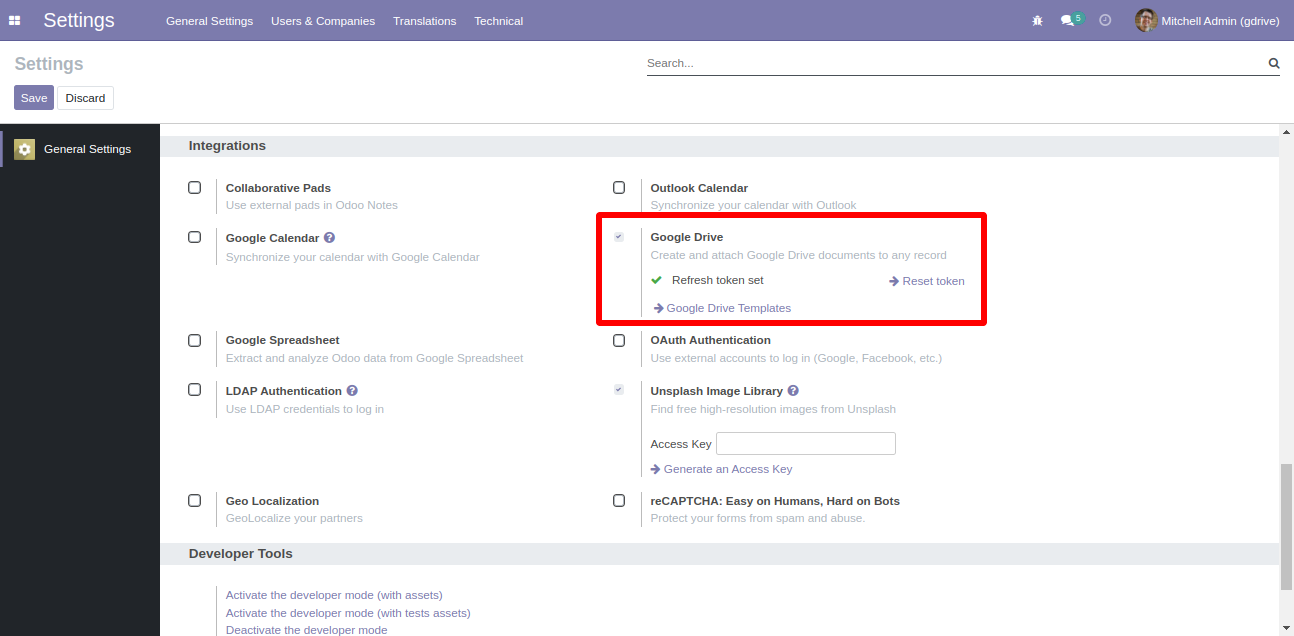 Settings General Settings Users & Companies Translations Technical 5 Mitchell Admin (gdrive)
Settings
Search...
Save Discard
General Settings
Integrations
Collaborative Pads
Use external pads in Odoo Notes
Outlook Calendar
Synchronize your calendar with Outlook
Google Calendar ?
Synchronize your calendar with Google Calendar
Google Drive
Create and attach Google Drive documents to any record
Refresh token set
Reset token
Google Drive Templates
Google Spreadsheet
Extract and analyze Odoo data from Google Spreadsheet
OAuth Authentication
Use external accounts to log in (Google, Facebook, etc.)
LDAP Authentication ?
Use LDAP credentials to log in
Unsplash Image Library ?
Find free high-resolution images from Unsplash
Access Key
Generate an Access Key
Geo Localization
GeoLocalize your partners
reCAPTCHA: Easy on Humans, Hard on Bots
Protect your forms from spam and abuse.
Developer Tools
Activate the developer mode (with assets)
Activate the developer mode (with tests assets)
Deactivate the developer mode